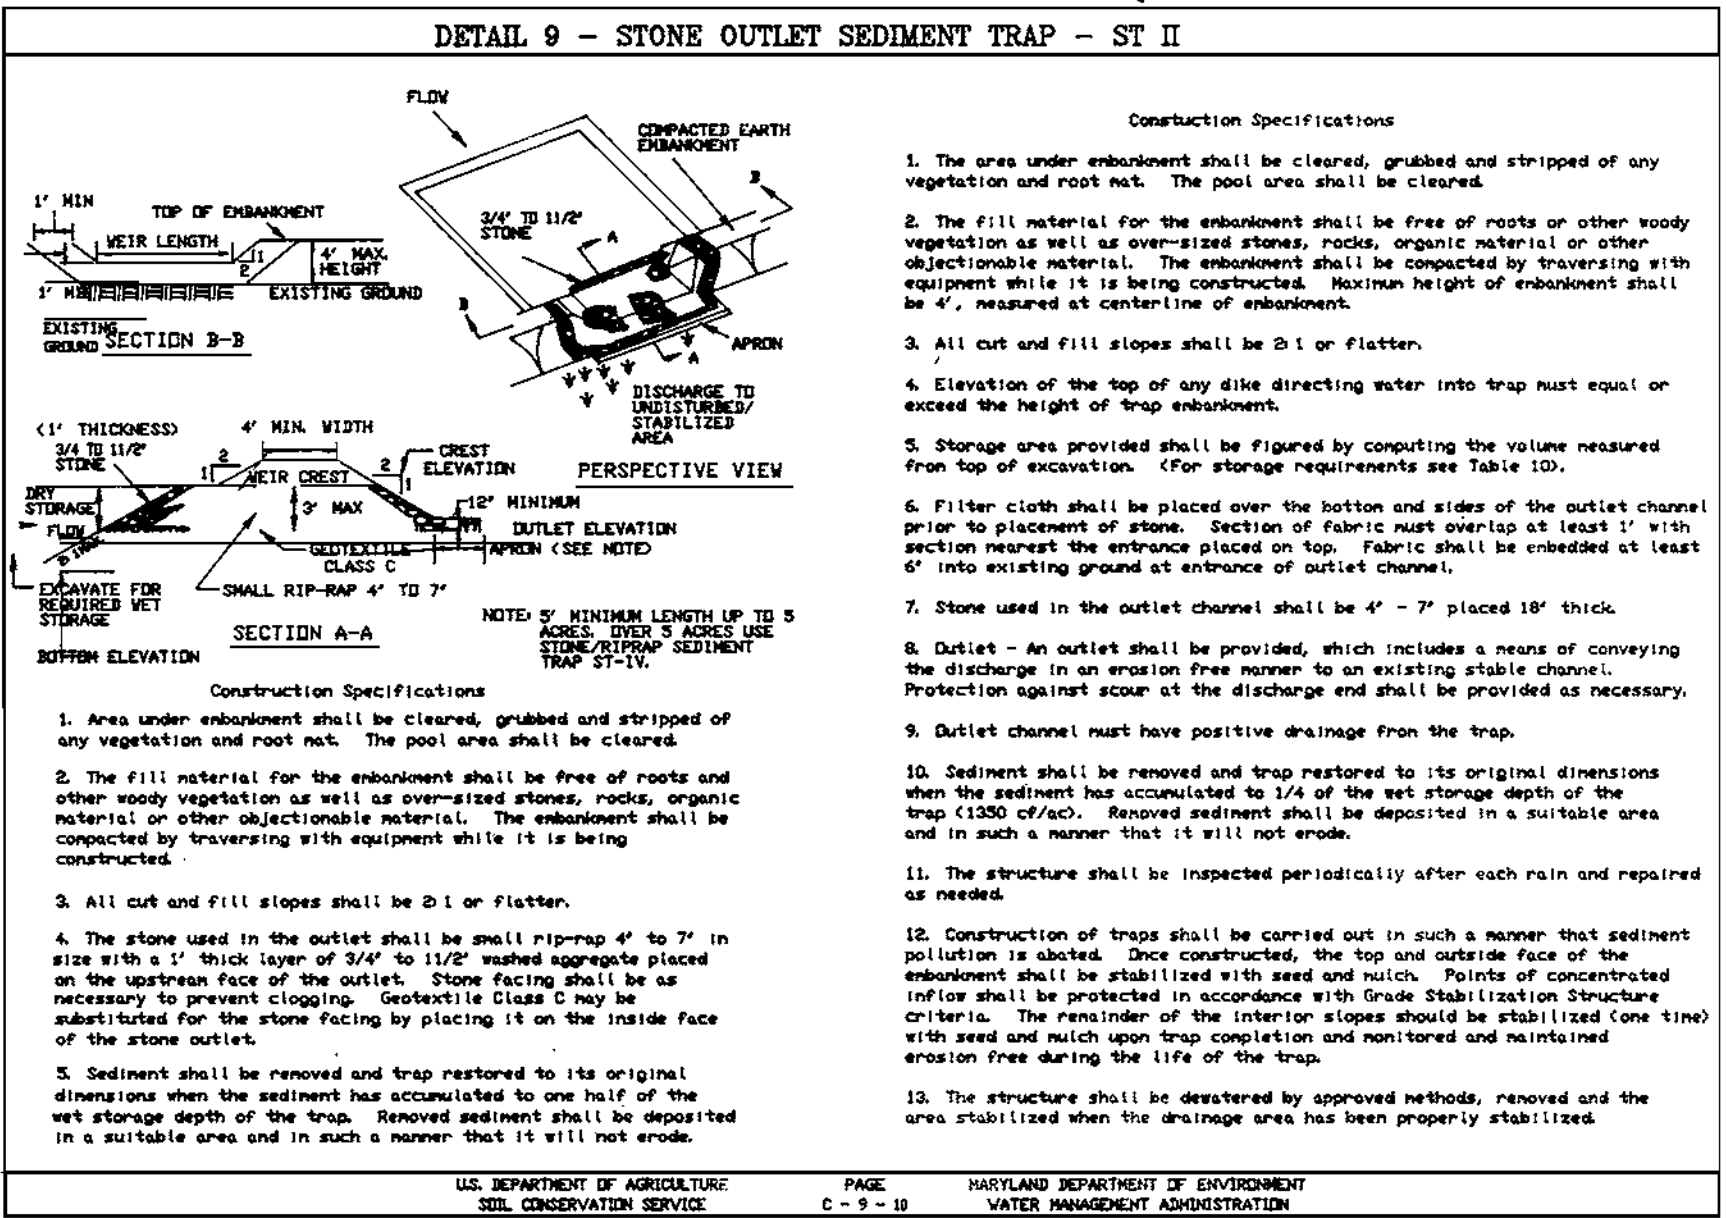 DETAIL 9 - STONE OUTLET SEDIMENT TRAP - ST II
FLOW
COMPACTED EARTH
EMBANKMENT
B
1' MIN
TOP OF EMBANKMENT
WEIR LENGTH
1
2
4' MAX.
HEIGHT
1' M
EXISTING GROUND
EXISTING
GROUND
SECTION B-B
3/4' TO 11/2'
STONE
A
B
A
APRON
DISCHARGE TO
UNDISTURBED/
STABILIZED
AREA
PERSPECTIVE VIEW
(1' THICKNESS)
3/4 TO 11/2'
STONE
4' MIN. WIDTH
2
1
WEIR CREST
2
1
CREST
ELEVATION
DRY
STORAGE
3' MAX
12" MINIMUM
FLOW
OUTLET ELEVATION
GEOTEXTILE
CLASS C
APRON (SEE NOTE)
EXCAVATE FOR
REQUIRED WET
STORAGE
SMALL RIP-RAP 4" TO 7"
SECTION A-A
BOTTOM ELEVATION
NOTE: 5' MINIMUM LENGTH UP TO 5
ACRES. OVER 5 ACRES USE
STONE/RIPRAP SEDIMENT
TRAP ST-IV.
Construction Specifications
1. Area under embankment shall be cleared, grubbed and stripped of
any vegetation and root mat. The pool area shall be cleared.
2. The fill material for the embankment shall be free of roots and
other woody vegetation as well as over-sized stones, rocks, organic
material or other objectionable material. The embankment shall be
compacted by traversing with equipment while it is being
constructed.
3. All cut and fill slopes shall be 2:1 or flatter.
4. The stone used in the outlet shall be small rip-rap 4" to 7" in
size with a 1' thick layer of 3/4" to 11/2" washed aggregate placed
on the upstream face of the outlet. Stone facing shall be as
necessary to prevent clogging. Geotextile Class C may be
substituted for the stone facing by placing it on the inside face
of the stone outlet.
5. Sediment shall be removed and trap restored to its original
dimensions when the sediment has accumulated to one half of the
wet storage depth of the trap. Removed sediment shall be deposited
in a suitable area and in such a manner that it will not erode.
Constuction Specifications
1. The area under embankment shall be cleared, grubbed and stripped of any
vegetation and root mat. The pool area shall be cleared.
2. The fill material for the embankment shall be free of roots or other woody
vegetation as well as over-sized stones, rocks, organic material or other
objectionable material. The embankment shall be compacted by traversing with
equipment while it is being constructed. Maximum height of embankment shall
be 4', measured at centerline of embankment.
3. All cut and fill slopes shall be 2:1 or flatter.
4. Elevation of the top of any dike directing water into trap must equal or
exceed the height of trap embankment.
5. Storage area provided shall be figured by computing the volume measured
from top of excavation. (For storage requirements see Table 10).
6. Filter cloth shall be placed over the bottom and sides of the outlet channel
prior to placement of stone. Section of fabric must overlap at least 1' with
section nearest the entrance placed on top. Fabric shall be embedded at least
6" into existing ground at entrance of outlet channel.
7. Stone used in the outlet channel shall be 4" - 7" placed 18" thick.
8. Outlet - An outlet shall be provided, which includes a means of conveying
the discharge in an erosion free manner to an existing stable channel.
Protection against scour at the discharge end shall be provided as necessary.
9. Outlet channel must have positive drainage from the trap.
10. Sediment shall be removed and trap restored to its original dimensions
when the sediment has accumulated to 1/4 of the wet storage depth of the
trap (1350 cf/ac). Removed sediment shall be deposited in a suitable area
and in such a manner that it will not erode.
11. The structure shall be inspected periodically after each rain and repaired
as needed.
12. Construction of traps shall be carried out in such a manner that sediment
pollution is abated. Once constructed, the top and outside face of the
embankment shall be stabilized with seed and mulch. Points of concentrated
inflow shall be protected in accordance with Grade Stabilization Structure
criteria. The remainder of the interior slopes should be stabilized (one time)
with seed and mulch upon trap completion and monitored and maintained
erosion free during the life of the trap.
13. The structure shall be dewatered by approved methods, removed and the
area stabilized when the drainage area has been properly stabilized.
U.S. DEPARTMENT OF AGRICULTURE
SOIL CONSERVATION SERVICE
PAGE
C - 9 - 10
MARYLAND DEPARTMENT OF ENVIRONMENT
WATER MANAGEMENT ADMINISTRATION